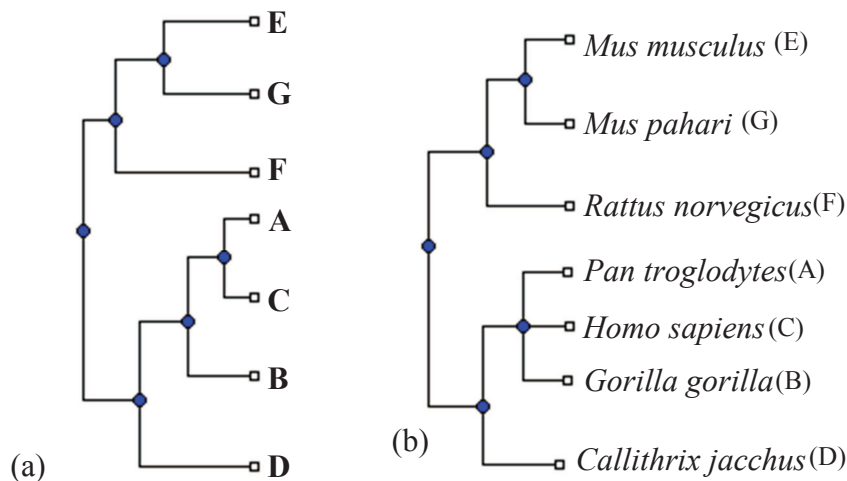 E
G
F
A
C
B
D
(a)
Mus musculus (E)
Mus pahari (G)
Rattus norvegicus(F)
Pan troglodytes(A)
Homo sapiens(C)
Gorilla gorilla(B)
Callithrix jacchus(D)
(b)